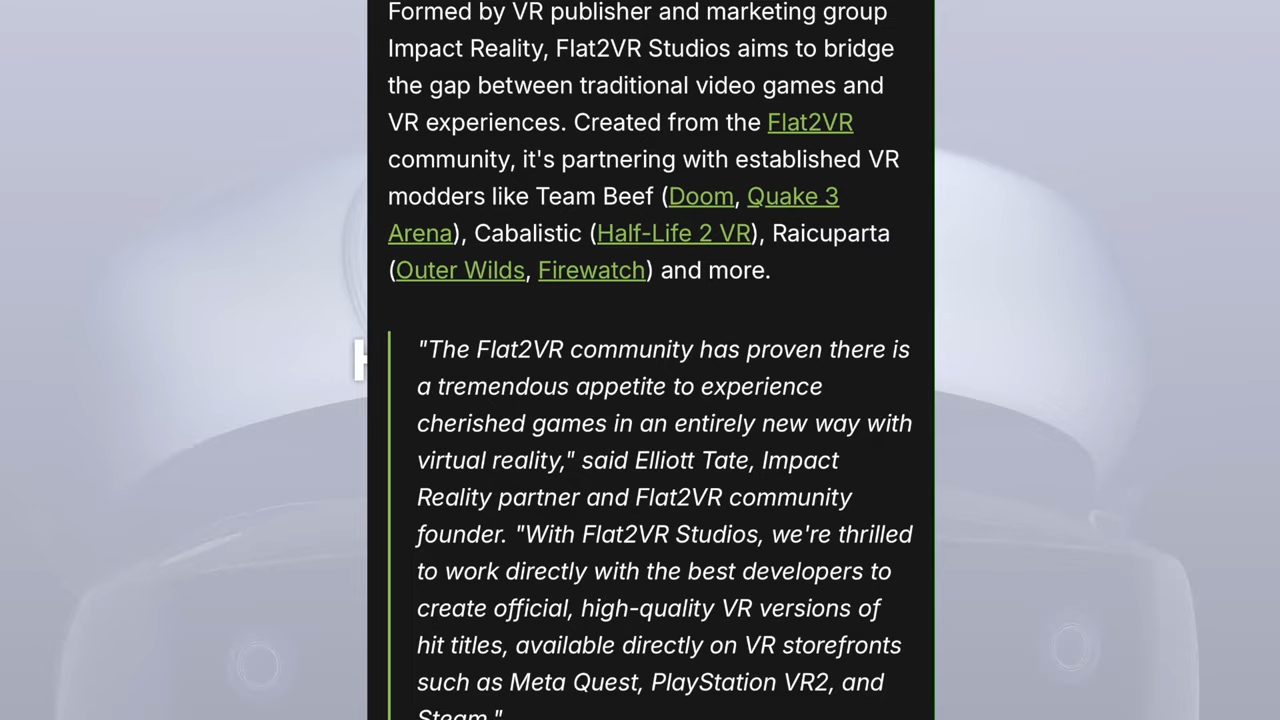 Formed by VR publisher and marketing group
Impact Reality, Flat2VR Studios aims to bridge
the gap between traditional video games and
VR experiences. Created from the Flat2VR
community, it's partnering with established VR
modders like Team Beef (Doom, Quake 3
Arena), Cabalistic (Half-Life 2 VR), Raicuparta
(Outer Wilds, Firewatch) and more.
"The Flat2VR community has proven there is
a tremendous appetite to experience
cherished games in an entirely new way with
virtual reality," said Elliott Tate, Impact
Reality partner and Flat2VR community
founder. "With Flat2VR Studios, we're thrilled
to work directly with the best developers to
create official, high-quality VR versions of
hit titles, available directly on VR storefronts
such as Meta Quest, PlayStation VR2, and
Steam."